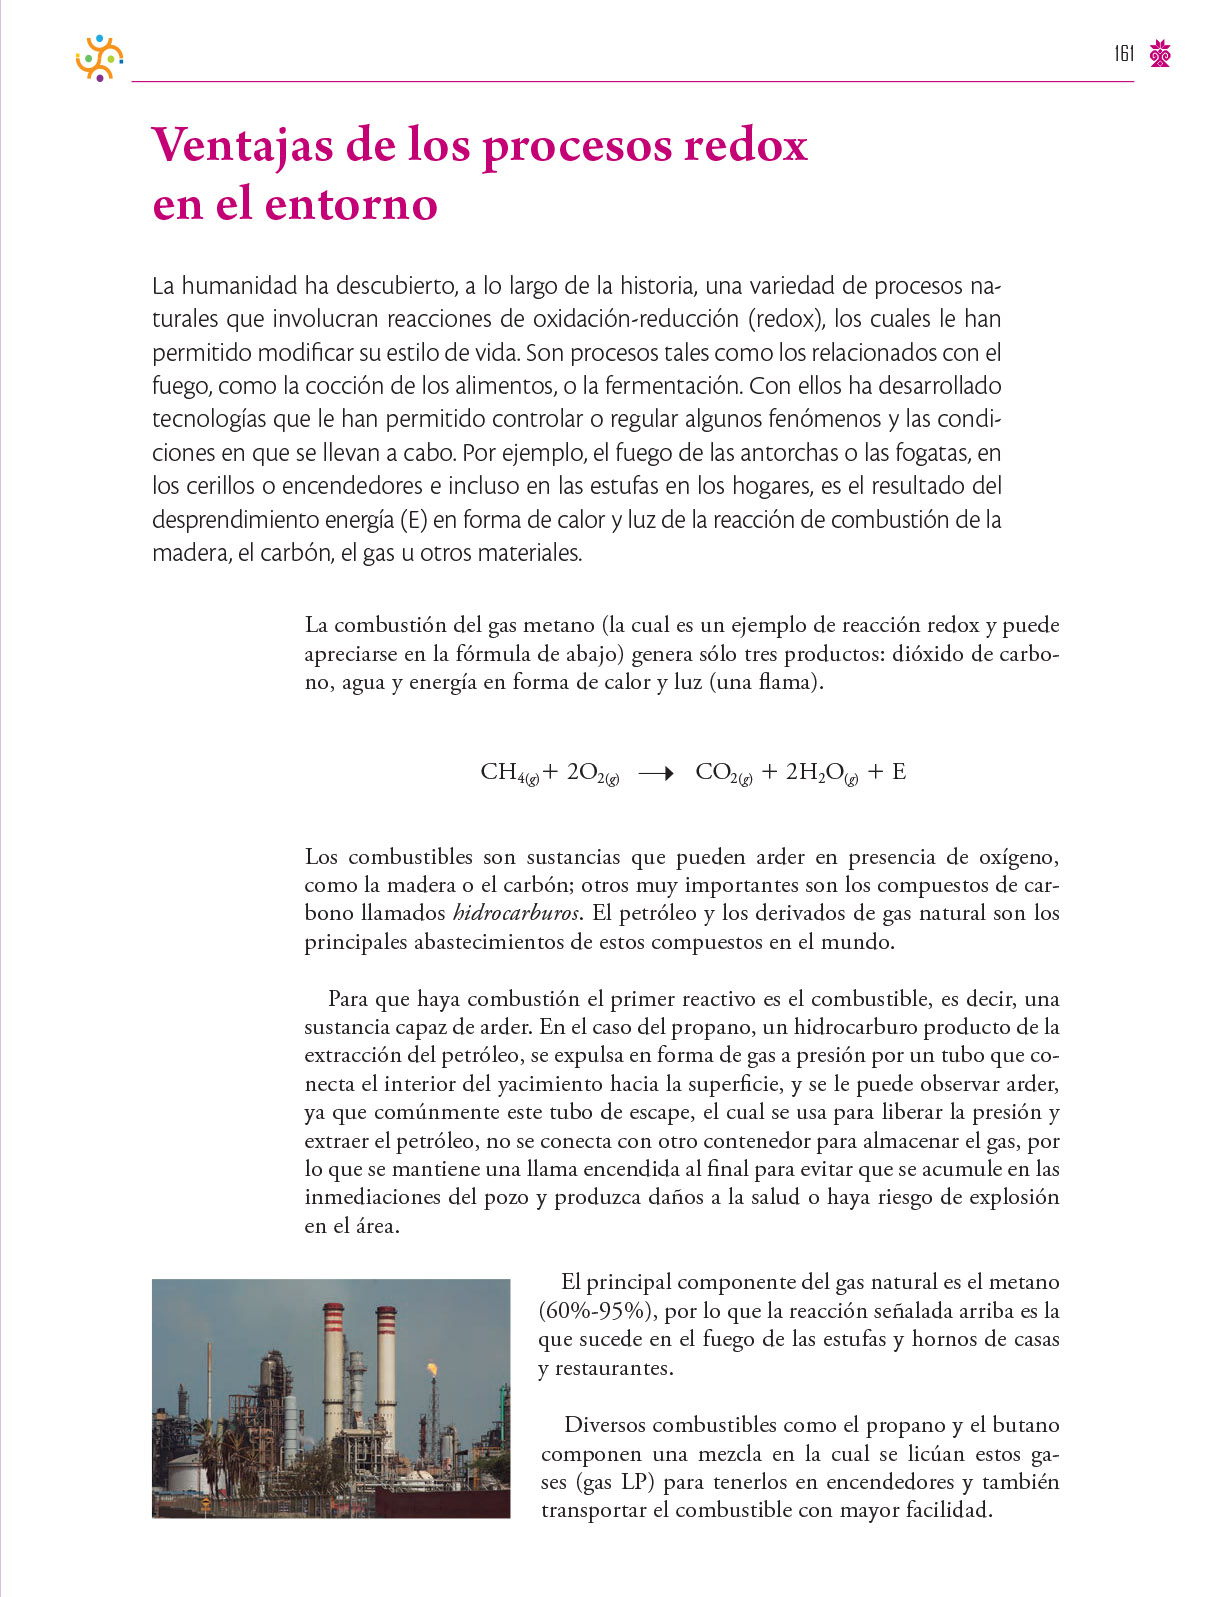 161
Ventajas de los procesos redox
en el entorno
La humanidad ha descubierto, a lo largo de la historia, una variedad de procesos na-
turales que involucran reacciones de oxidación-reducción (redox), los cuales le han
permitido modificar su estilo de vida. Son procesos tales como los relacionados con el
fuego, como la cocción de los alimentos, o la fermentación. Con ellos ha desarrollado
tecnologías que le han permitido controlar o regular algunos fenómenos y las condi-
ciones en que se llevan a cabo. Por ejemplo, el fuego de las antorchas o las fogatas, en
los cerillos o encendedores e incluso en las estufas en los hogares, es el resultado del
desprendimiento energía (E) en forma de calor y luz de la reacción de combustión de la
madera, el carbón, el gas u otros materiales.
La combustión del gas metano (la cual es un ejemplo de reacción redox y puede
apreciarse en la fórmula de abajo) genera sólo tres productos: dióxido de carbo-
no, agua y energía en forma de calor y luz (una flama).
CH₄(g) + 2O₂(g) ⟶ CO₂(g) + 2H₂O(g) + E
Los combustibles son sustancias que pueden arder en presencia de oxígeno,
como la madera o el carbón; otros muy importantes son los compuestos de car-
bono llamados hidrocarburos. El petróleo y los derivados de gas natural son los
principales abastecimientos de estos compuestos en el mundo.
Para que haya combustión el primer reactivo es el combustible, es decir, una
sustancia capaz de arder. En el caso del propano, un hidrocarburo producto de la
extracción del petróleo, se expulsa en forma de gas a presión por un tubo que co-
necta el interior del yacimiento hacia la superficie, y se le puede observar arder,
ya que comúnmente este tubo de escape, el cual se usa para liberar la presión y
extraer el petróleo, no se conecta con otro contenedor para almacenar el gas, por
lo que se mantiene una llama encendida al final para evitar que se acumule en las
inmediaciones del pozo y produzca daños a la salud o haya riesgo de explosión
en el área.
El principal componente del gas natural es el metano
(60%-95%), por lo que la reacción señalada arriba es la
que sucede en el fuego de las estufas y hornos de casas
y restaurantes.
Diversos combustibles como el propano y el butano
componen una mezcla en la cual se licúan estos ga-
ses (gas LP) para tenerlos en encendedores y también
transportar el combustible con mayor facilidad.